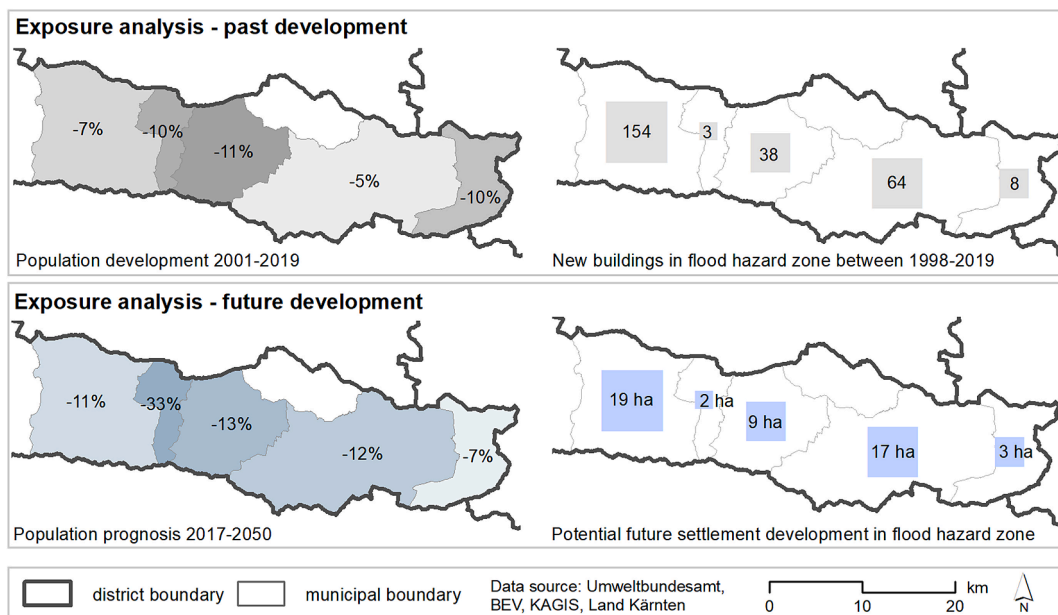 Exposure analysis - past development
-7%
-10%
-11%
-5%
-10%
Population development 2001-2019
154
3
38
64
8
New buildings in flood hazard zone between 1998-2019
Exposure analysis - future development
-11%
-33%
-13%
-12%
-7%
Population prognosis 2017-2050
19 ha
2 ha
9 ha
17 ha
3 ha
Potential future settlement development in flood hazard zone
district boundary
municipal boundary
Data source: Umweltbundesamt,
BEV, KAGIS, Land Kärnten
km
0 10 20
N